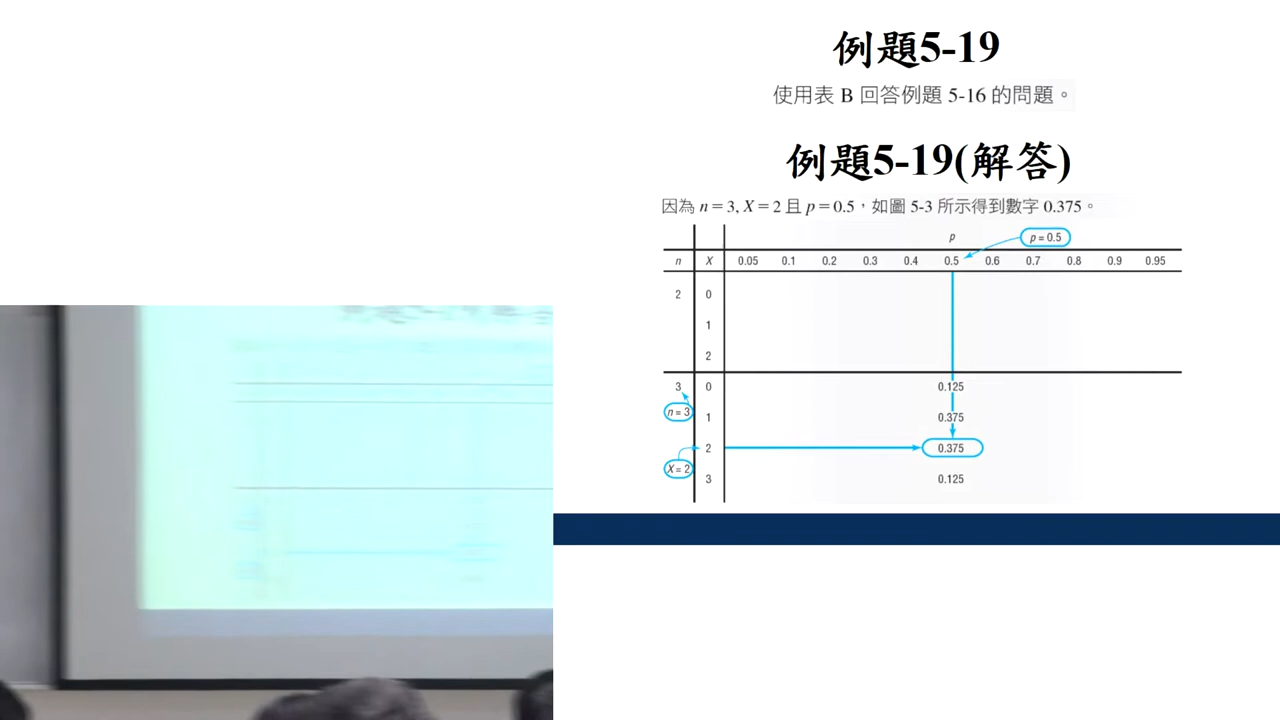 例題5-19
使用表 B 回答例題 5-16 的問題。
例題5-19(解答)
因為 n = 3, X = 2 且 p = 0.5，如圖 5-3 所示得到數字 0.375。
p
p = 0.5
n X 0.05 0.1 0.2 0.3 0.4 0.5 0.6 0.7 0.8 0.9 0.95
2 0
1
2
3 0 0.125
n = 3
1 0.375
2 0.375
X = 2
3 0.125